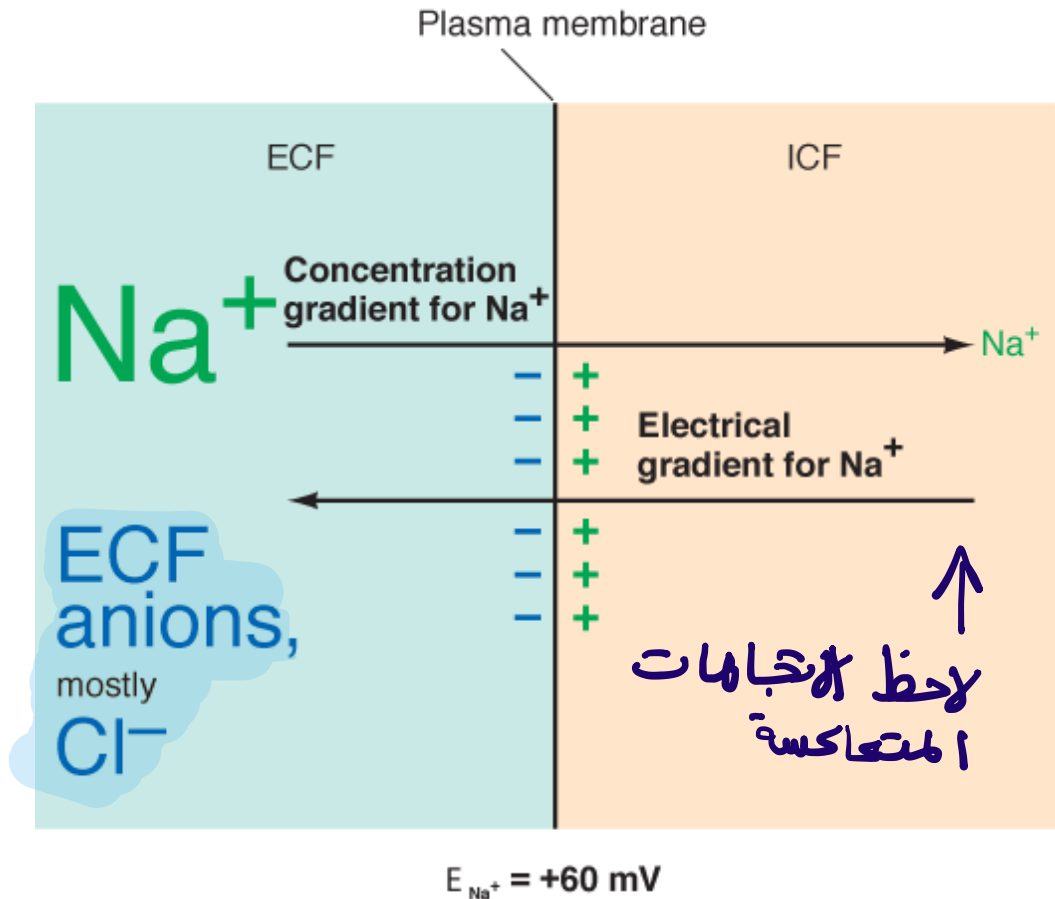 Plasma membrane
ECF
ICF
Concentration
gradient for Na⁺
Na⁺
Na⁺
− +
− +
− +
Electrical
gradient for Na⁺
− +
− +
− +
ECF
anions,
mostly
Cl⁻
لاحظ الاتجاهات
المتعاكسة
E Na⁺ = +60 mV